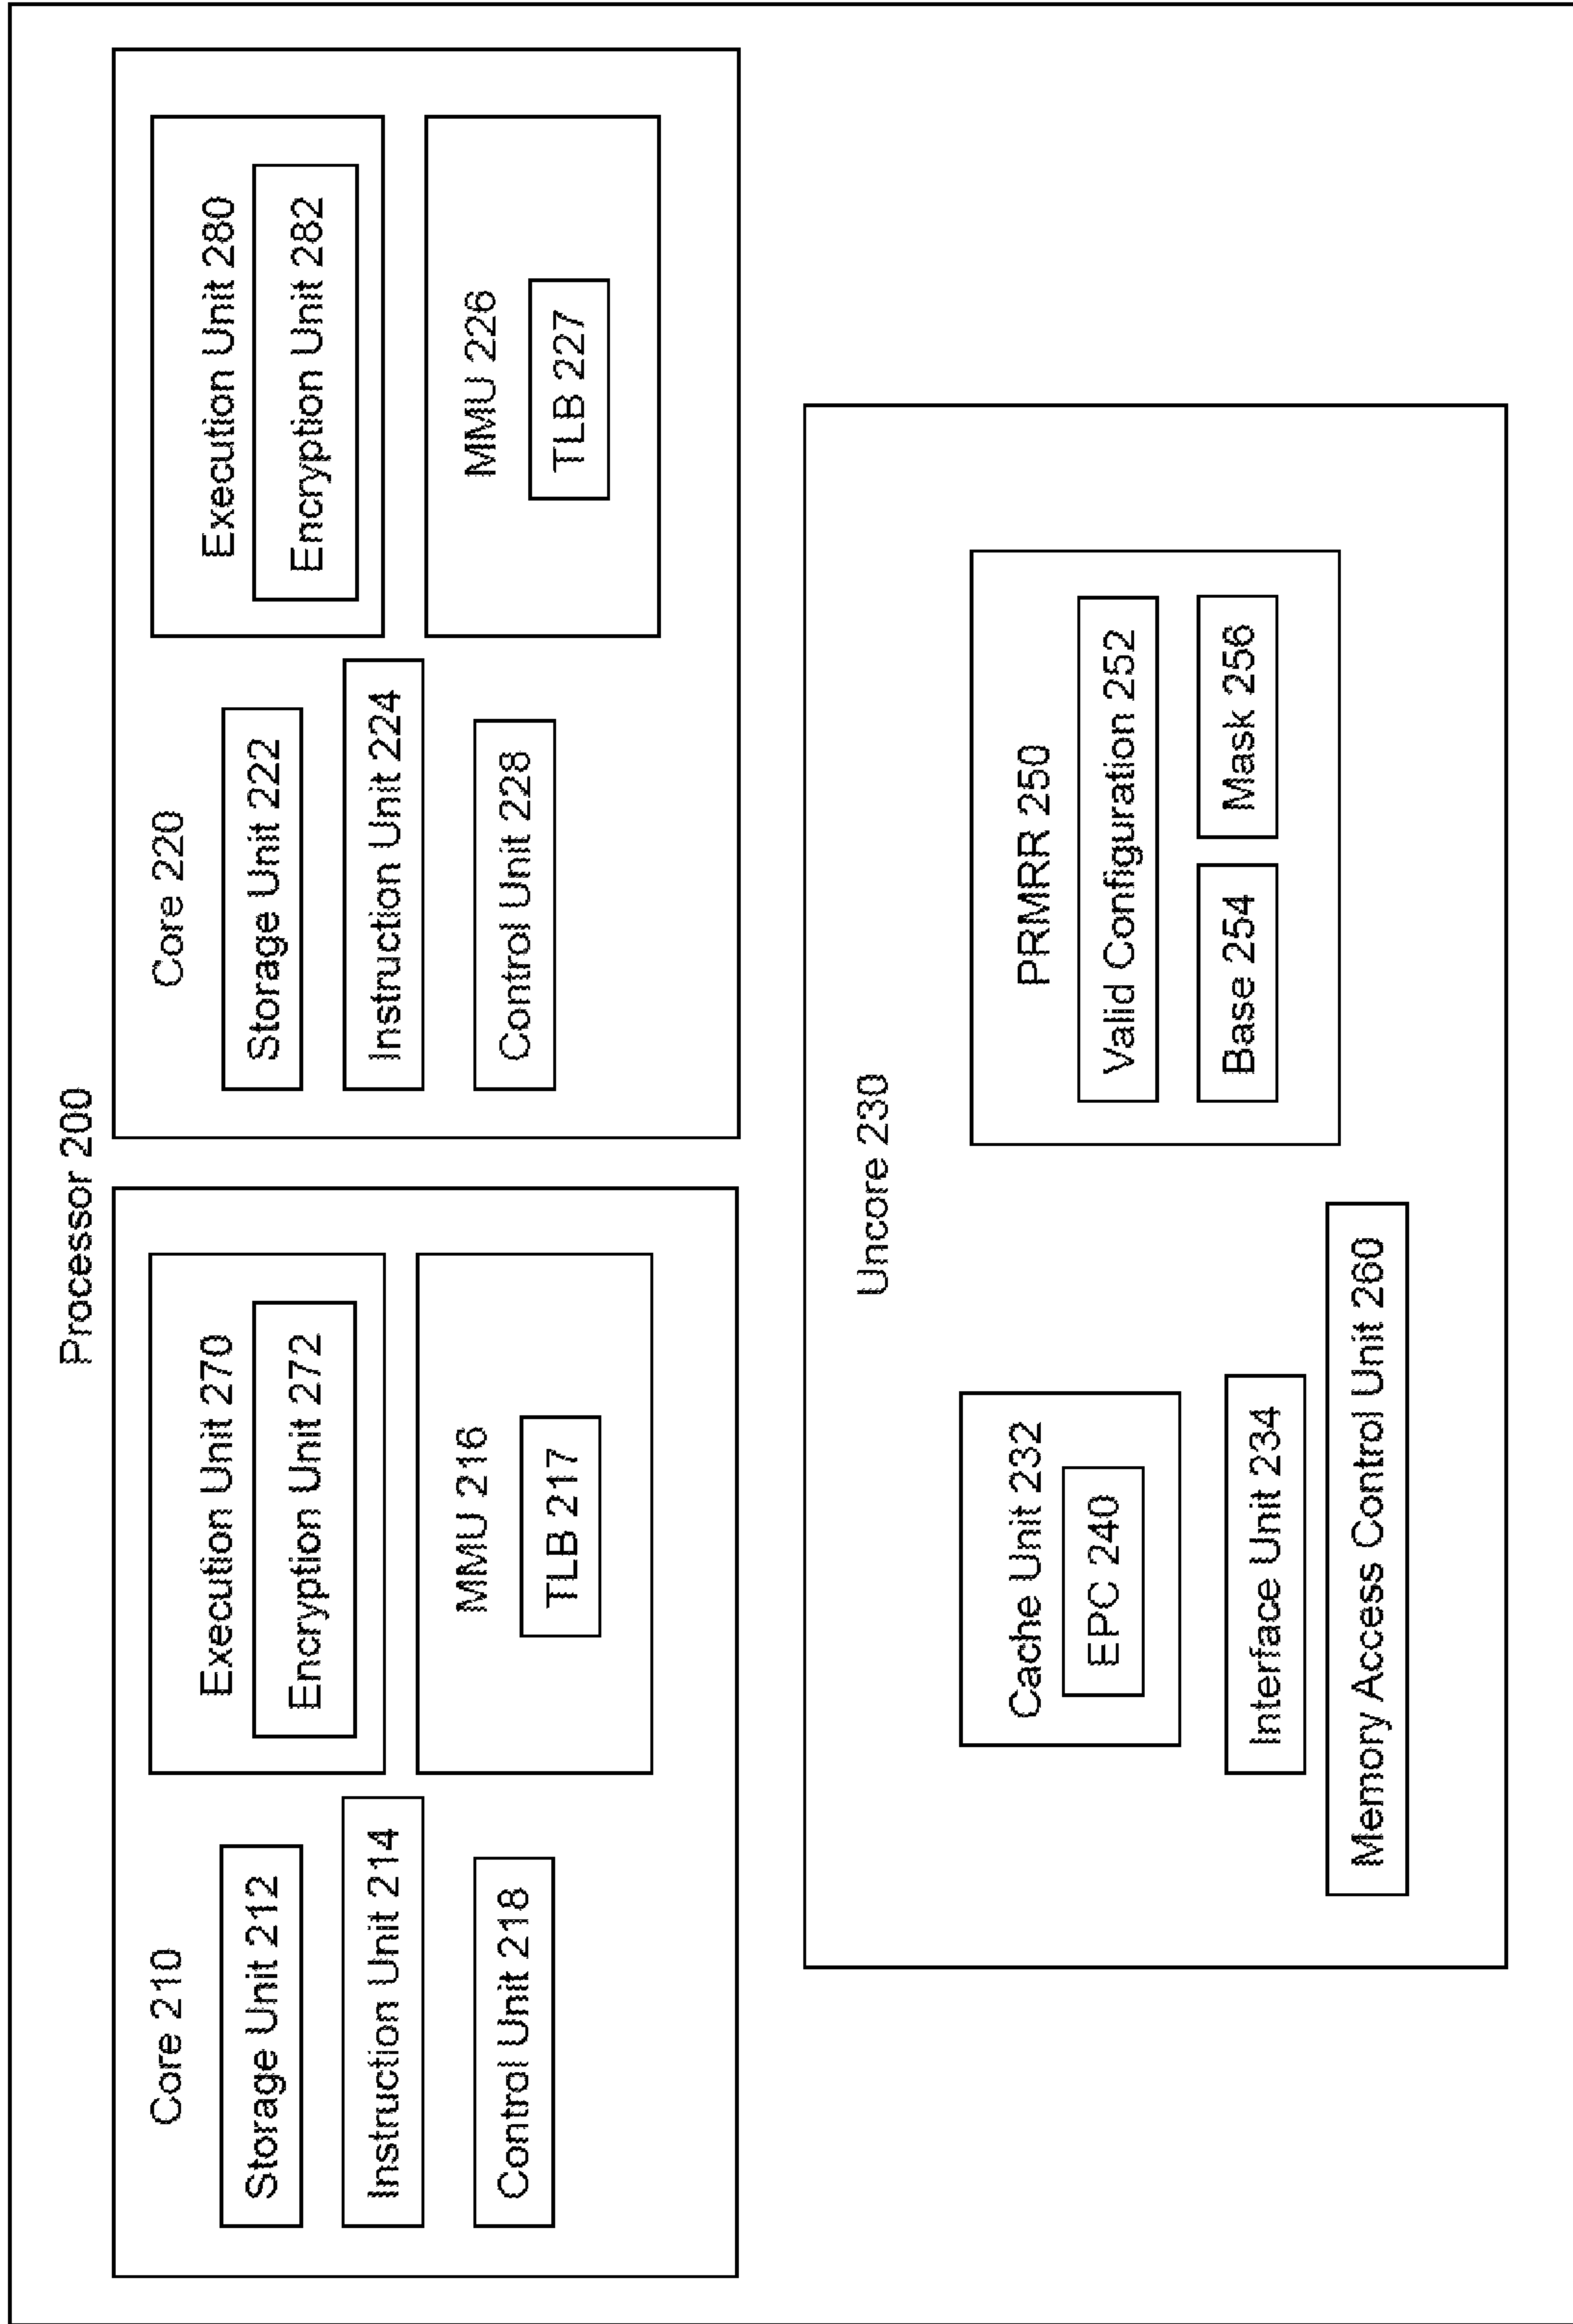 Processor 200
Core 210
Storage Unit 212
Instruction Unit 214
Control Unit 218
Execution Unit 270
Encryption Unit 272
MMU 216
TLB 217
Core 220
Storage Unit 222
Instruction Unit 224
Control Unit 228
Execution Unit 280
Encryption Unit 282
MMU 226
TLB 227
Uncore 230
Cache Unit 232
EPC 240
Interface Unit 234
Memory Access Control Unit 260
PRMRR 250
Valid Configuration 252
Base 254
Mask 256